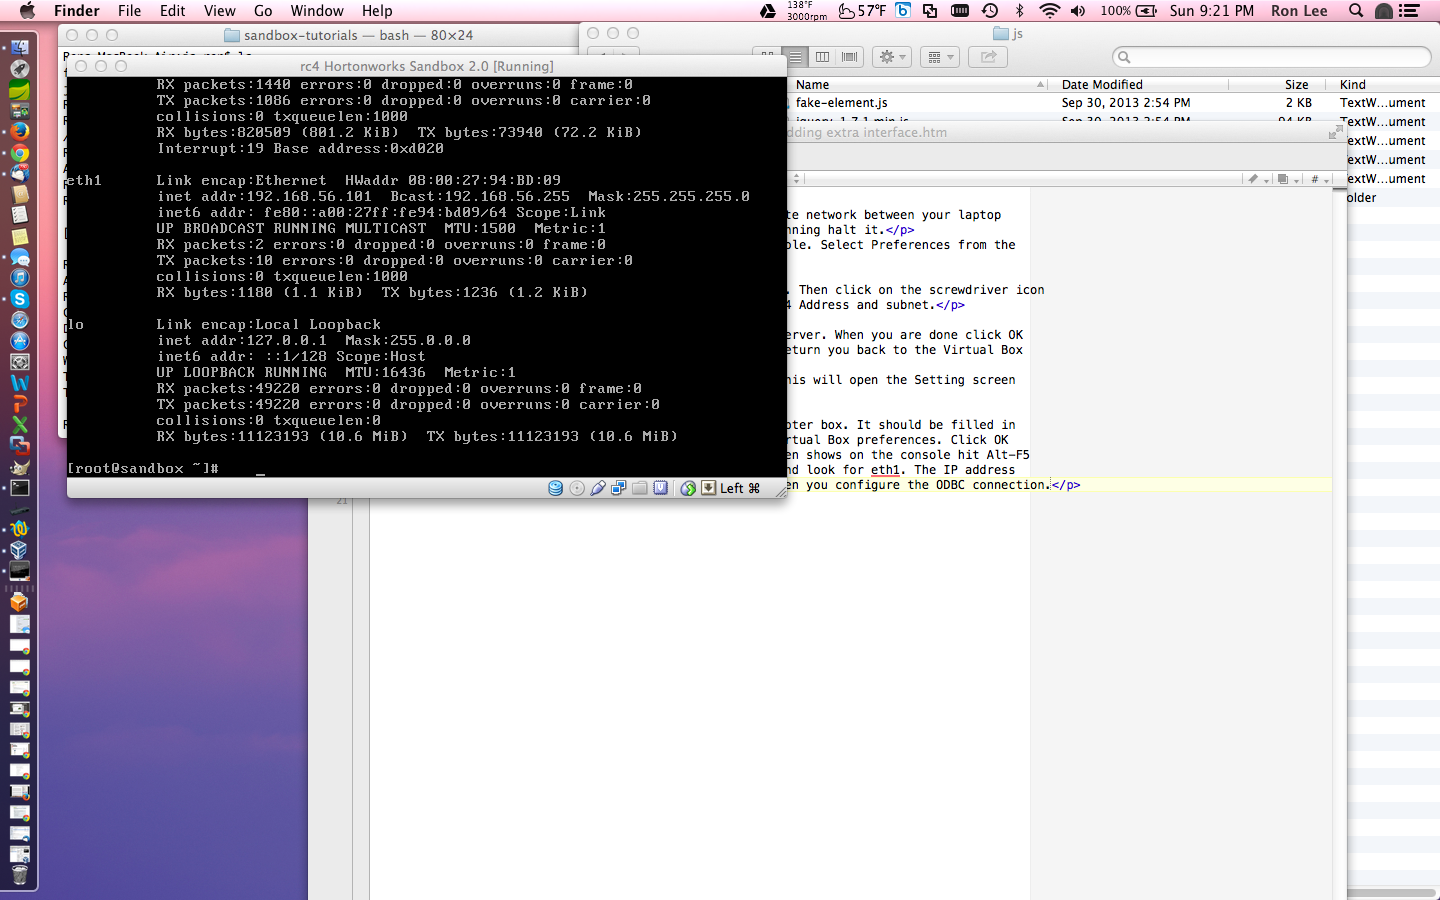 Finder File Edit View Go Window Help
138°F
3000rpm
57°F
100%
Sun 9:21 PM
Ron Lee
sandbox-tutorials — bash — 80×24
js
rc4 Hortonworks Sandbox 2.0 [Running]
RX packets:1440 errors:0 dropped:0 overruns:0 frame:0
TX packets:1086 errors:0 dropped:0 overruns:0 carrier:0
collisions:0 txqueuelen:1000
RX bytes:820509 (801.2 KiB)  TX bytes:73940 (72.2 KiB)
Interrupt:19 Base address:0xd020
eth1 Link encap:Ethernet  HWaddr 08:00:27:94:BD:09
inet addr:192.168.56.101  Bcast:192.168.56.255  Mask:255.255.255.0
inet6 addr: fe80::a00:27ff:fe94:bd09/64 Scope:Link
UP BROADCAST RUNNING MULTICAST  MTU:1500  Metric:1
RX packets:2 errors:0 dropped:0 overruns:0 frame:0
TX packets:10 errors:0 dropped:0 overruns:0 carrier:0
collisions:0 txqueuelen:1000
RX bytes:1180 (1.1 KiB)  TX bytes:1236 (1.2 KiB)
lo Link encap:Local Loopback
inet addr:127.0.0.1  Mask:255.0.0.0
inet6 addr: ::1/128 Scope:Host
UP LOOPBACK RUNNING  MTU:16436  Metric:1
RX packets:49220 errors:0 dropped:0 overruns:0 frame:0
TX packets:49220 errors:0 dropped:0 overruns:0 carrier:0
collisions:0 txqueuelen:0
RX bytes:11123193 (10.6 MiB)  TX bytes:11123193 (10.6 MiB)
[root@sandbox ~]# _
Left ⌘
Name Date Modified Size Kind
fake-element.js Sep 30, 2013 2:54 PM 2 KB TextW...ument
TextW...ument
extW...ument
extW...ument
extW...ument
older
dding extra interface.htm
#
te network between your laptop
nning halt it.</p>
ole. Select Preferences from the
. Then click on the screwdriver icon
4 Address and subnet.</p>
erver. When you are done click OK
eturn you back to the Virtual Box
his will open the Setting screen
pter box. It should be filled in
rtual Box preferences. Click OK
en shows on the console hit Alt-F5
nd look for eth1. The IP address
en you configure the ODBC connection.</p>
21